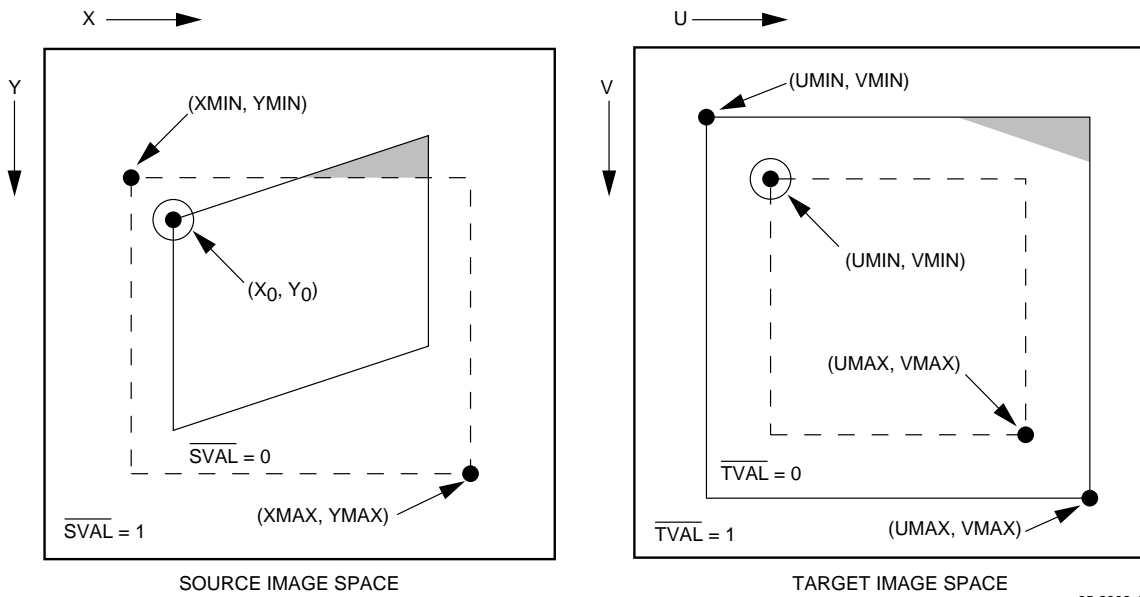 X
Y
(XMIN, YMIN)
(X0, Y0)
SVAL = 0
(XMAX, YMAX)
SVAL = 1
SOURCE IMAGE SPACE
U
V
(UMIN, VMIN)
(UMIN, VMIN)
(UMAX, VMAX)
TVAL = 0
(UMAX, VMAX)
TVAL = 1
TARGET IMAGE SPACE